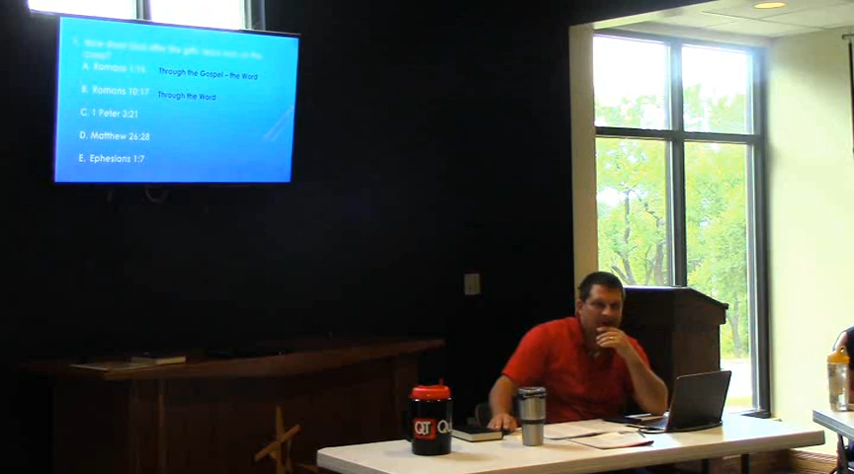 A. Romans 1:16 Through the Gospel – the Word
B. Romans 10:17 Through the Word
C. 1 Peter 3:21
D. Matthew 26:28
E. Ephesians 1:7
QT